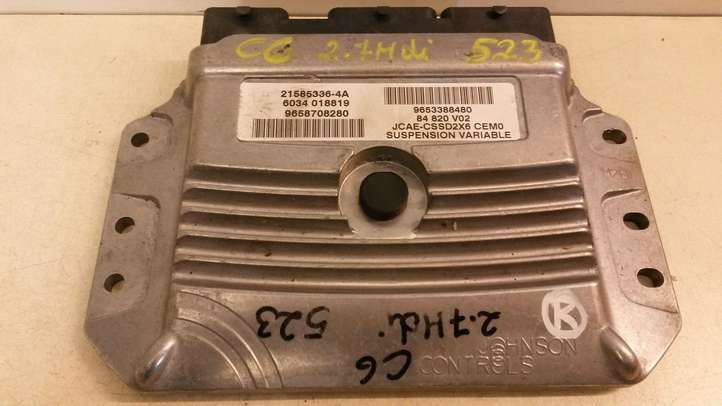 C6 2.7Hdi 523
21585336-4A
6034 018819
9658708280
9653388480
84 820 V02
JCAE-CSSD2X6 CEM0
SUSPENSION VARIABLE
K
523
2.7Hdi
C6
JOHNSON
CONTROLS